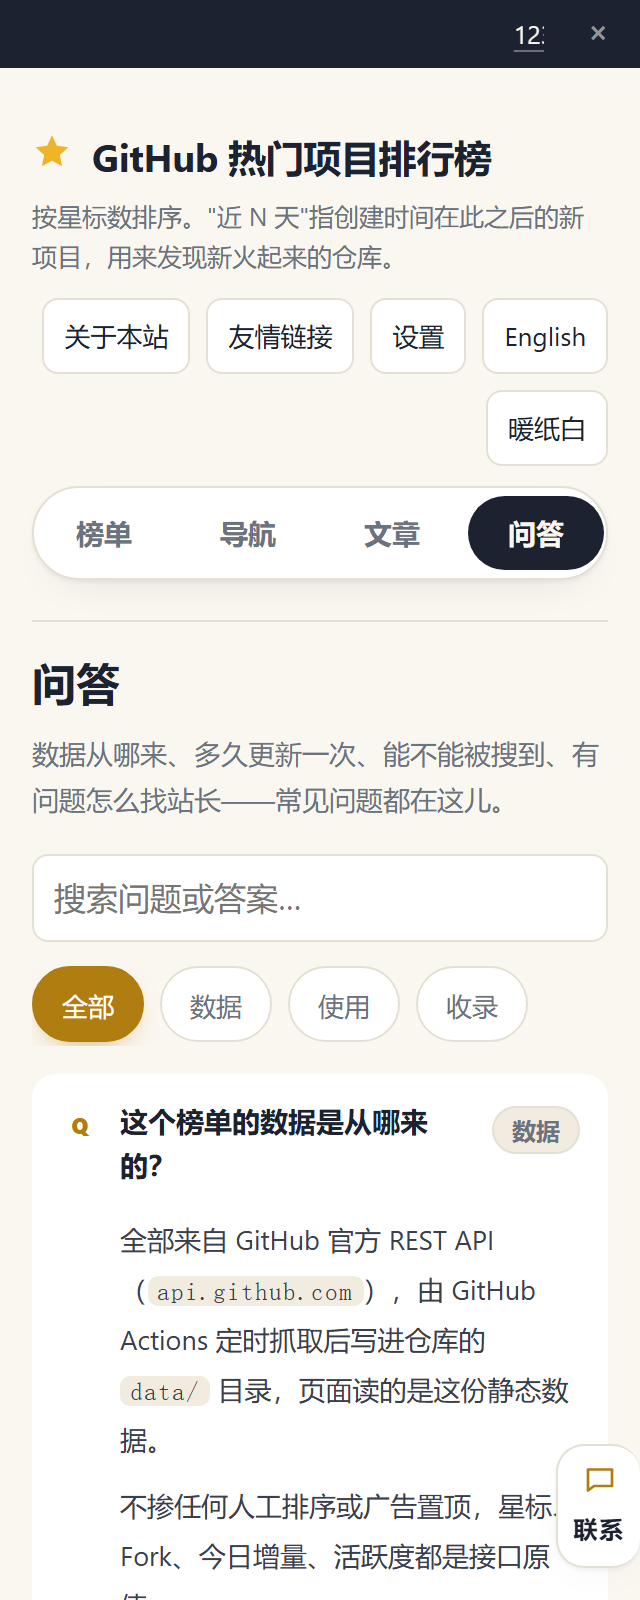 12
×
GitHub 热门项目排行榜
按星标数排序。"近 N 天"指创建时间在此之后的新
项目，用来发现新火起来的仓库。
关于本站 友情链接 设置 English
暖纸白
榜单 导航 文章 问答
问答
数据从哪来、多久更新一次、能不能被搜到、有
问题怎么找站长——常见问题都在这儿。
搜索问题或答案...
全部 数据 使用 收录
Q 这个榜单的数据是从哪来 数据
的？
全部来自 GitHub 官方 REST API
（api.github.com），由 GitHub
Actions 定时抓取后写进仓库的
data/ 目录，页面读的是这份静态数
据。
不掺任何人工排序或广告置顶，星标
Fork、今日增量、活跃度都是接口原
联系